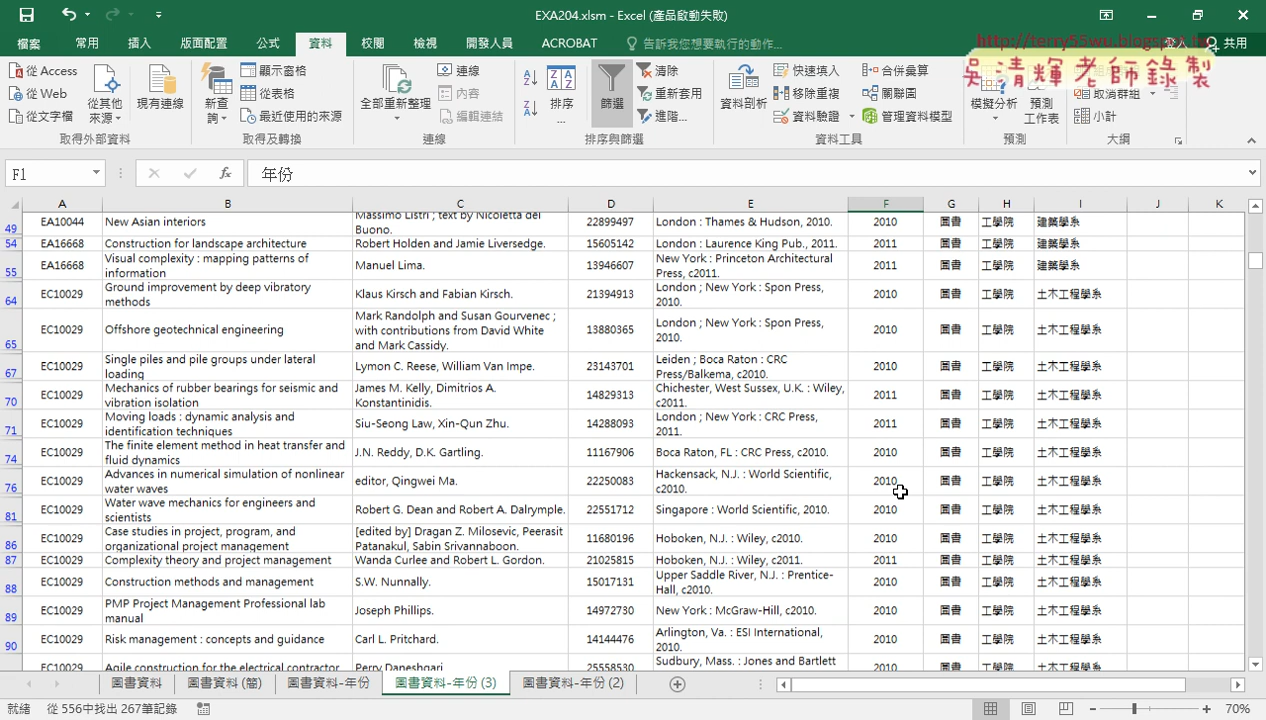 EXA204.xlsm - Excel (產品啟動失敗)
檔案 常用 插入 版面配置 公式 資料 校閱 檢視 開發人員 ACROBAT 告訴我您想要執行的動作... 登入 共用
http://terry55wu.blogspot.tw
吳清輝老師錄製
從 Access 從其他來源 現有連線 新查詢 顯示窗格 全部重新整理 連線 排序... 篩選 清除 資料剖析 快速填入 合併彙算 模擬分析 預測工作表
從 Web 從表格 內容 重新套用 移除重複 關聯圖 取消群組
從文字檔 最近使用的來源 編輯連結 進階... 資料驗證 管理資料模型 小計
取得外部資料 取得及轉換 連線 排序與篩選 資料工具 預測 大綱
F1 fx 年份
A B C D E F G H I J K
49 EA10044 New Asian interiors Massimo Listri ; text by Nicoletta del Buono. 22899497 London : Thames & Hudson, 2010. 2010 圖書 工學院 建築學系
54 EA16668 Construction for landscape architecture Robert Holden and Jamie Liversedge. 15605142 London : Laurence King Pub., 2011. 2011 圖書 工學院 建築學系
55 EA16668 Visual complexity : mapping patterns of information Manuel Lima. 13946607 New York : Princeton Architectural Press, c2011. 2011 圖書 工學院 建築學系
64 EC10029 Ground improvement by deep vibratory methods Klaus Kirsch and Fabian Kirsch. 21394913 London ; New York : Spon Press, 2010. 2010 圖書 工學院 土木工程學系
65 EC10029 Offshore geotechnical engineering Mark Randolph and Susan Gourvenec ; with contributions from David White and Mark Cassidy. 13880365 London ; New York : Spon Press, 2010. 2010 圖書 工學院 土木工程學系
67 EC10029 Single piles and pile groups under lateral loading Lymon C. Reese, William Van Impe. 23143701 Leiden ; Boca Raton : CRC Press/Balkema, c2010. 2010 圖書 工學院 土木工程學系
70 EC10029 Mechanics of rubber bearings for seismic and vibration isolation James M. Kelly, Dimitrios A. Konstantinidis. 14829313 Chichester, West Sussex, U.K. : Wiley, c2011. 2011 圖書 工學院 土木工程學系
71 EC10029 Moving loads : dynamic analysis and identification techniques Siu-Seong Law, Xin-Qun Zhu. 14288093 London ; New York : CRC Press, 2011. 2011 圖書 工學院 土木工程學系
74 EC10029 The finite element method in heat transfer and fluid dynamics J.N. Reddy, D.K. Gartling. 11167906 Boca Raton, FL : CRC Press, c2010. 2010 圖書 工學院 土木工程學系
76 EC10029 Advances in numerical simulation of nonlinear water waves editor, Qingwei Ma. 22250083 Hackensack, N.J. : World Scientific, c2010. 2010 圖書 工學院 土木工程學系
81 EC10029 Water wave mechanics for engineers and scientists Robert G. Dean and Robert A. Dalrymple. 22551712 Singapore : World Scientific, 2010. 2010 圖書 工學院 土木工程學系
86 EC10029 Case studies in project, program, and organizational project management [edited by] Dragan Z. Milosevic, Peerasit Patanakul, Sabin Srivannaboon. 11680196 Hoboken, N.J. : Wiley, c2010. 2010 圖書 工學院 土木工程學系
87 EC10029 Complexity theory and project management Wanda Curlee and Robert L. Gordon. 21025815 Hoboken, N.J. : Wiley, c2011. 2011 圖書 工學院 土木工程學系
88 EC10029 Construction methods and management S.W. Nunnally. 15017131 Upper Saddle River, N.J. : Prentice-Hall, c2010. 2010 圖書 工學院 土木工程學系
89 EC10029 PMP Project Management Professional lab manual Joseph Phillips. 14972730 New York : McGraw-Hill, c2010. 2010 圖書 工學院 土木工程學系
90 EC10029 Risk management : concepts and guidance Carl L. Pritchard. 14144476 Arlington, Va. : ESI International, 2010. 2010 圖書 工學院 土木工程學系
EC10029 Agile construction for the electrical contractor Perry Daneshgari 25558530 Sudbury, Mass. : Jones and Bartlett 2010 圖書 工學院 土木工程學系
圖書資料 圖書資料 (簡) 圖書資料-年份 圖書資料-年份 (3) 圖書資料-年份 (2)
就緒 從 556中找出 267筆記錄 70%